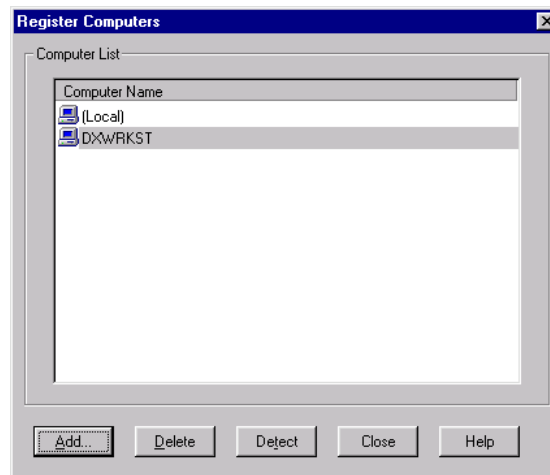 Register Computers
Computer List
Computer Name
(Local)
DXWRKST
Add... Delete Detect Close Help